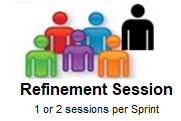 Refinement Session
1 or 2 sessions per Sprint